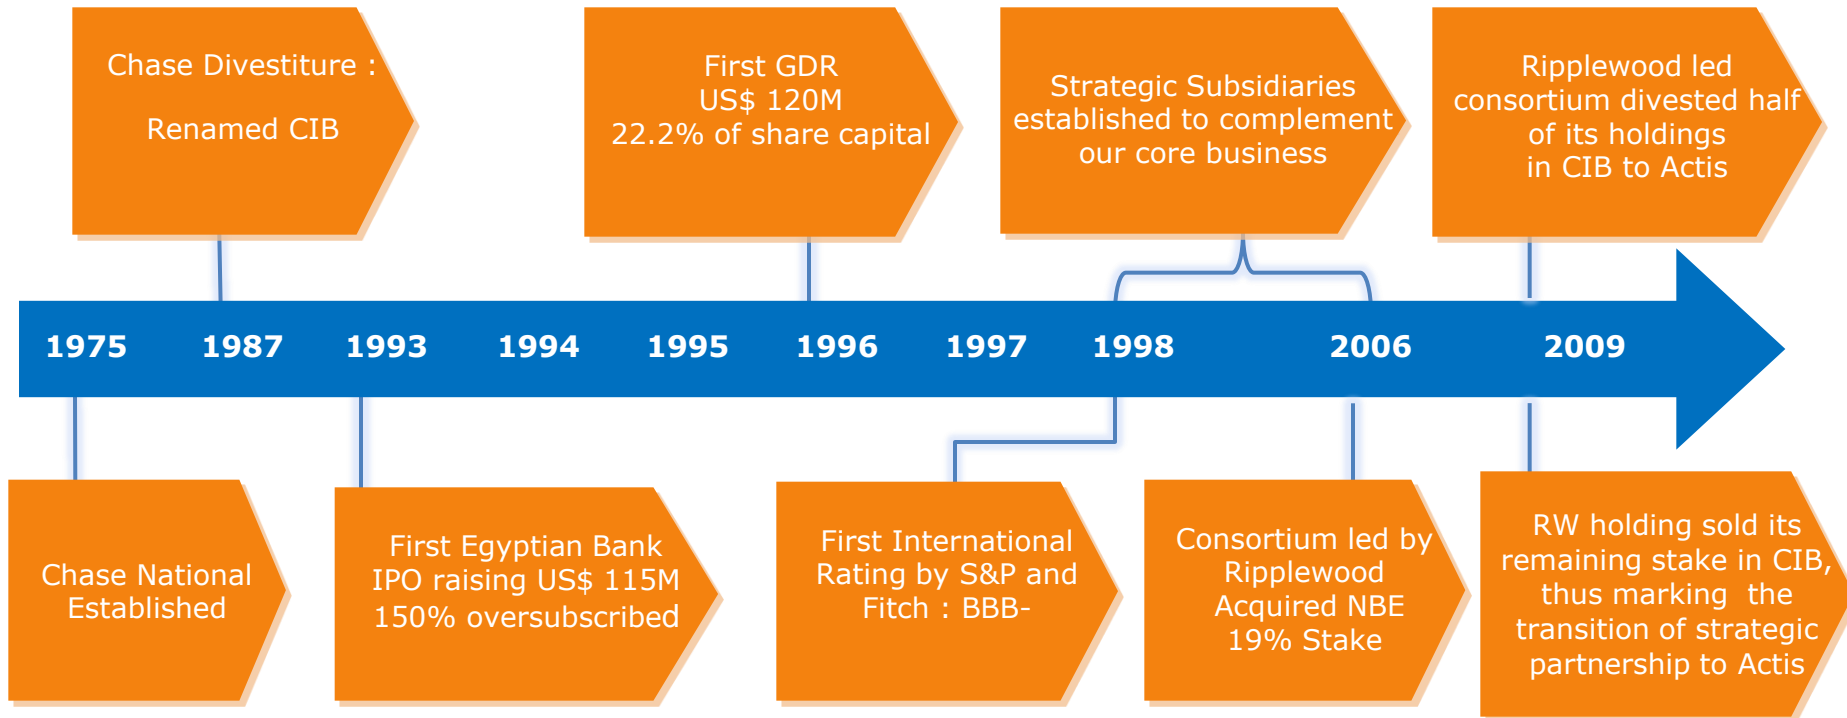 Chase Divestiture :
Renamed CIB
First GDR
US$ 120M
22.2% of share capital
Strategic Subsidiaries
established to complement
our core business
Ripplewood led
consortium divested half
of its holdings
in CIB to Actis
1975 1987 1993 1994 1995 1996 1997 1998 2006 2009
Chase National
Established
First Egyptian Bank
IPO raising US$ 115M
150% oversubscribed
First International
Rating by S&P and
Fitch : BBB-
Consortium led by
Ripplewood
Acquired NBE
19% Stake
RW holding sold its
remaining stake in CIB,
thus marking the
transition of strategic
partnership to Actis